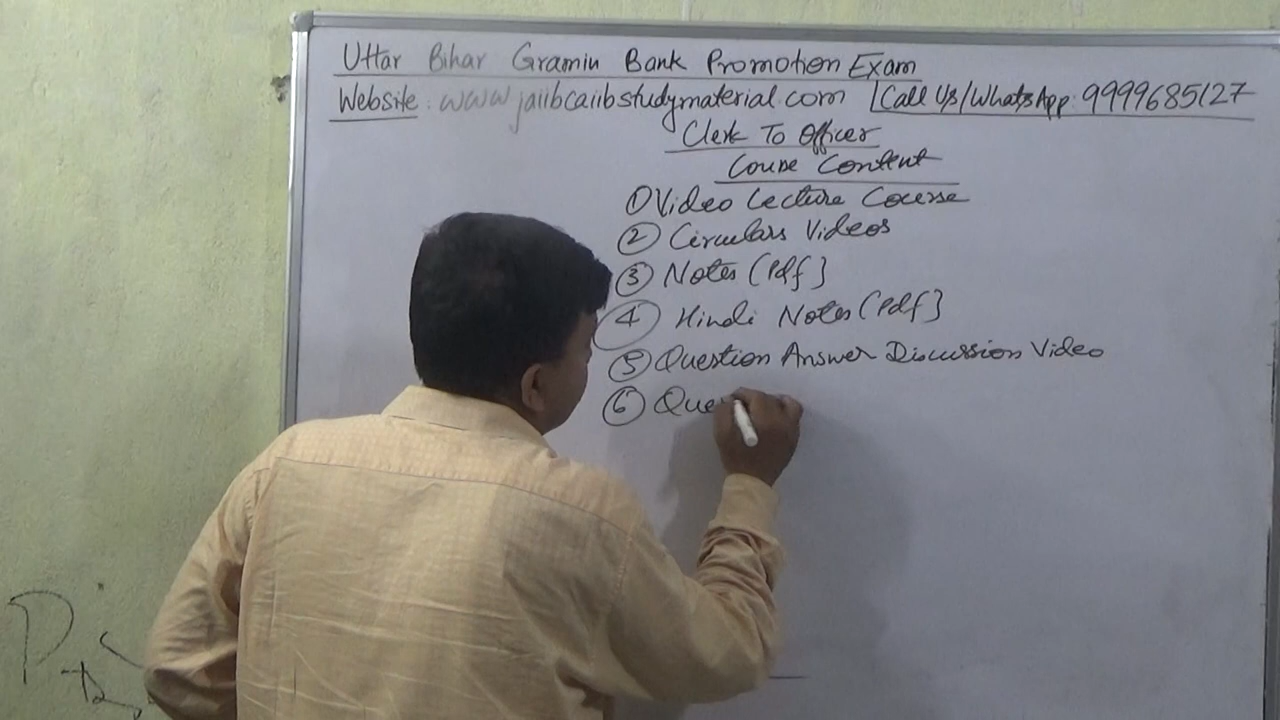 Uttar Bihar Gramin Bank Promotion Exam
Website: www.jaiibcaiibstudymaterial.com | Call Us/WhatsApp: 9999685127
Clerk To Officer
Course Content
① Video Lecture Course
② Circulars Videos
③ Notes (Pdf]
④ Hindi Notes (Pdf]
⑤ Question Answer Discussion Video
⑥ Que